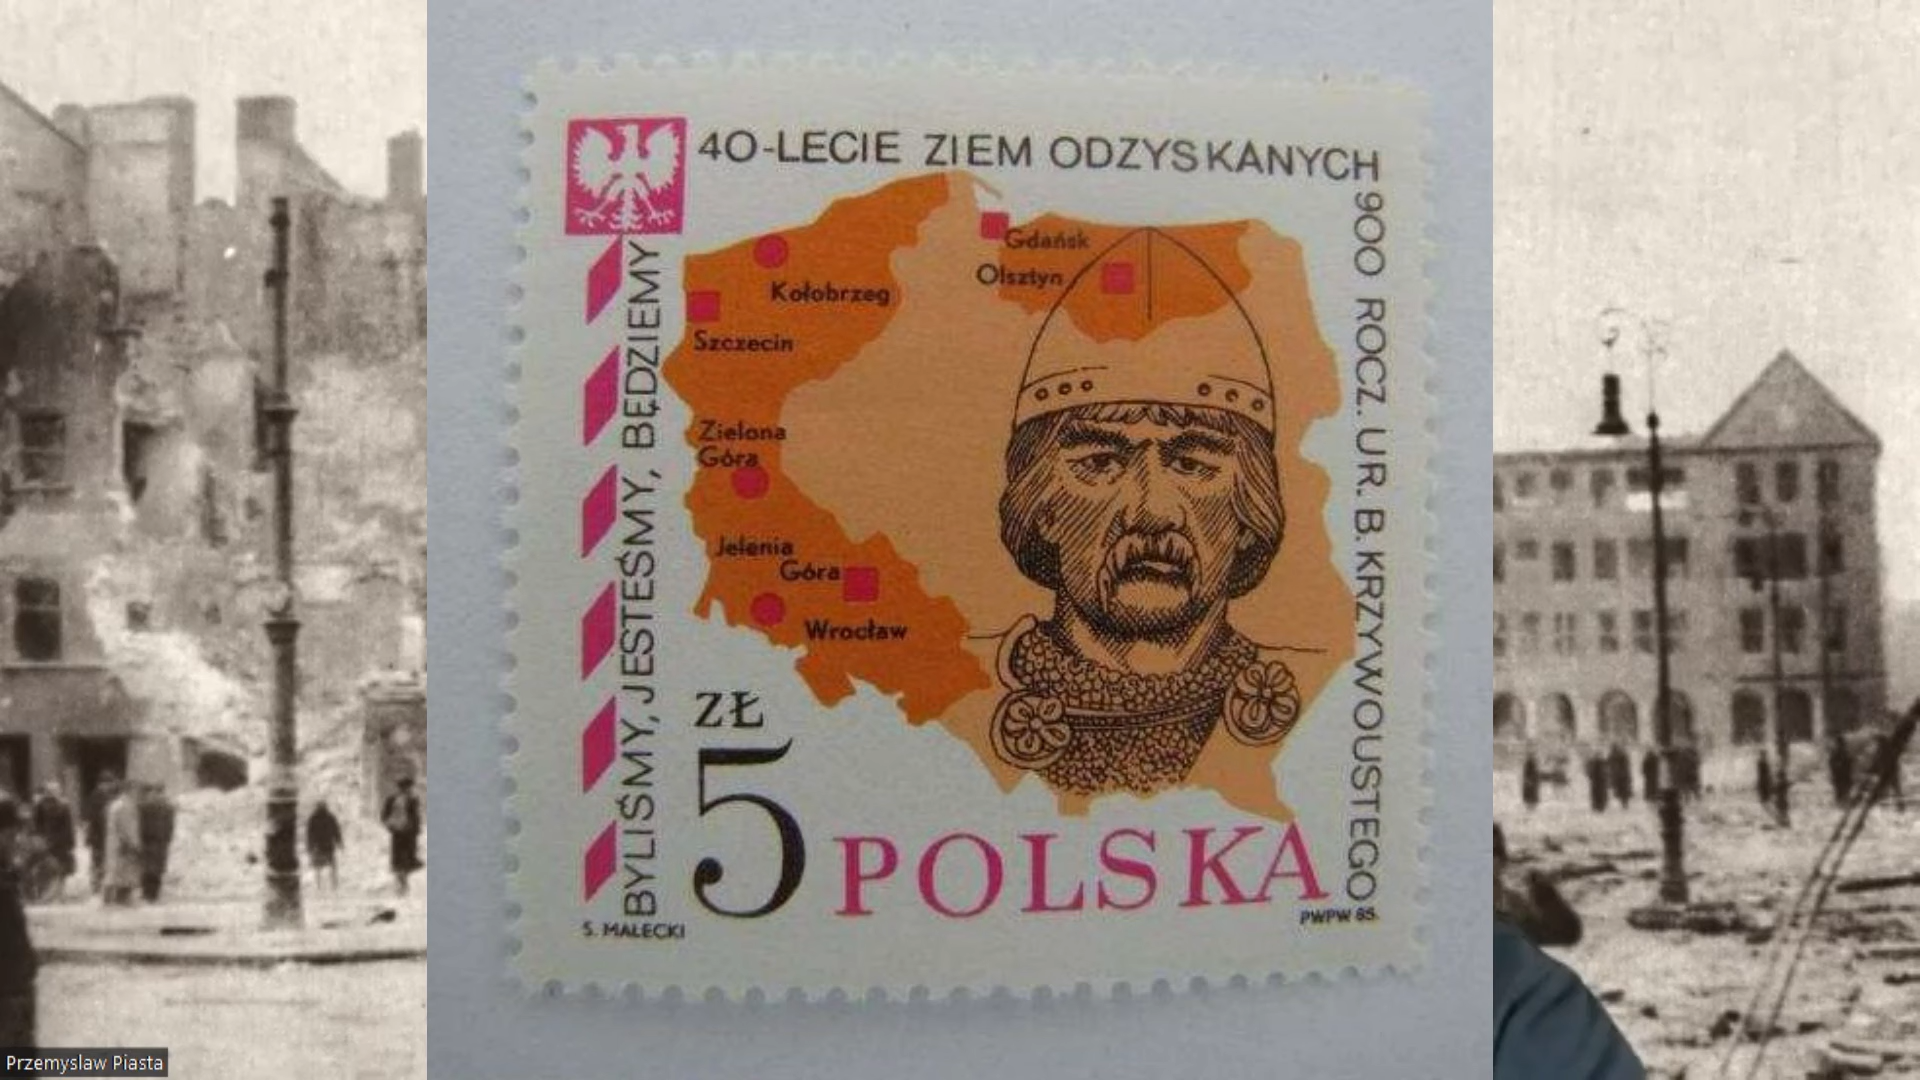 40-LECIE ZIEM ODZYSKANYCH
900 ROCZ. UR. B. KRZYWOUSTEGO
BYLIŚMY, JESTEŚMY, BĘDZIEMY
Gdańsk
Olsztyn
Kołobrzeg
Szczecin
Zielona
Góra
Jelenia
Góra
Wrocław
ZŁ
5
POLSKA
S. MAŁECKI
PWPW 85.
Przemyslaw Piasta